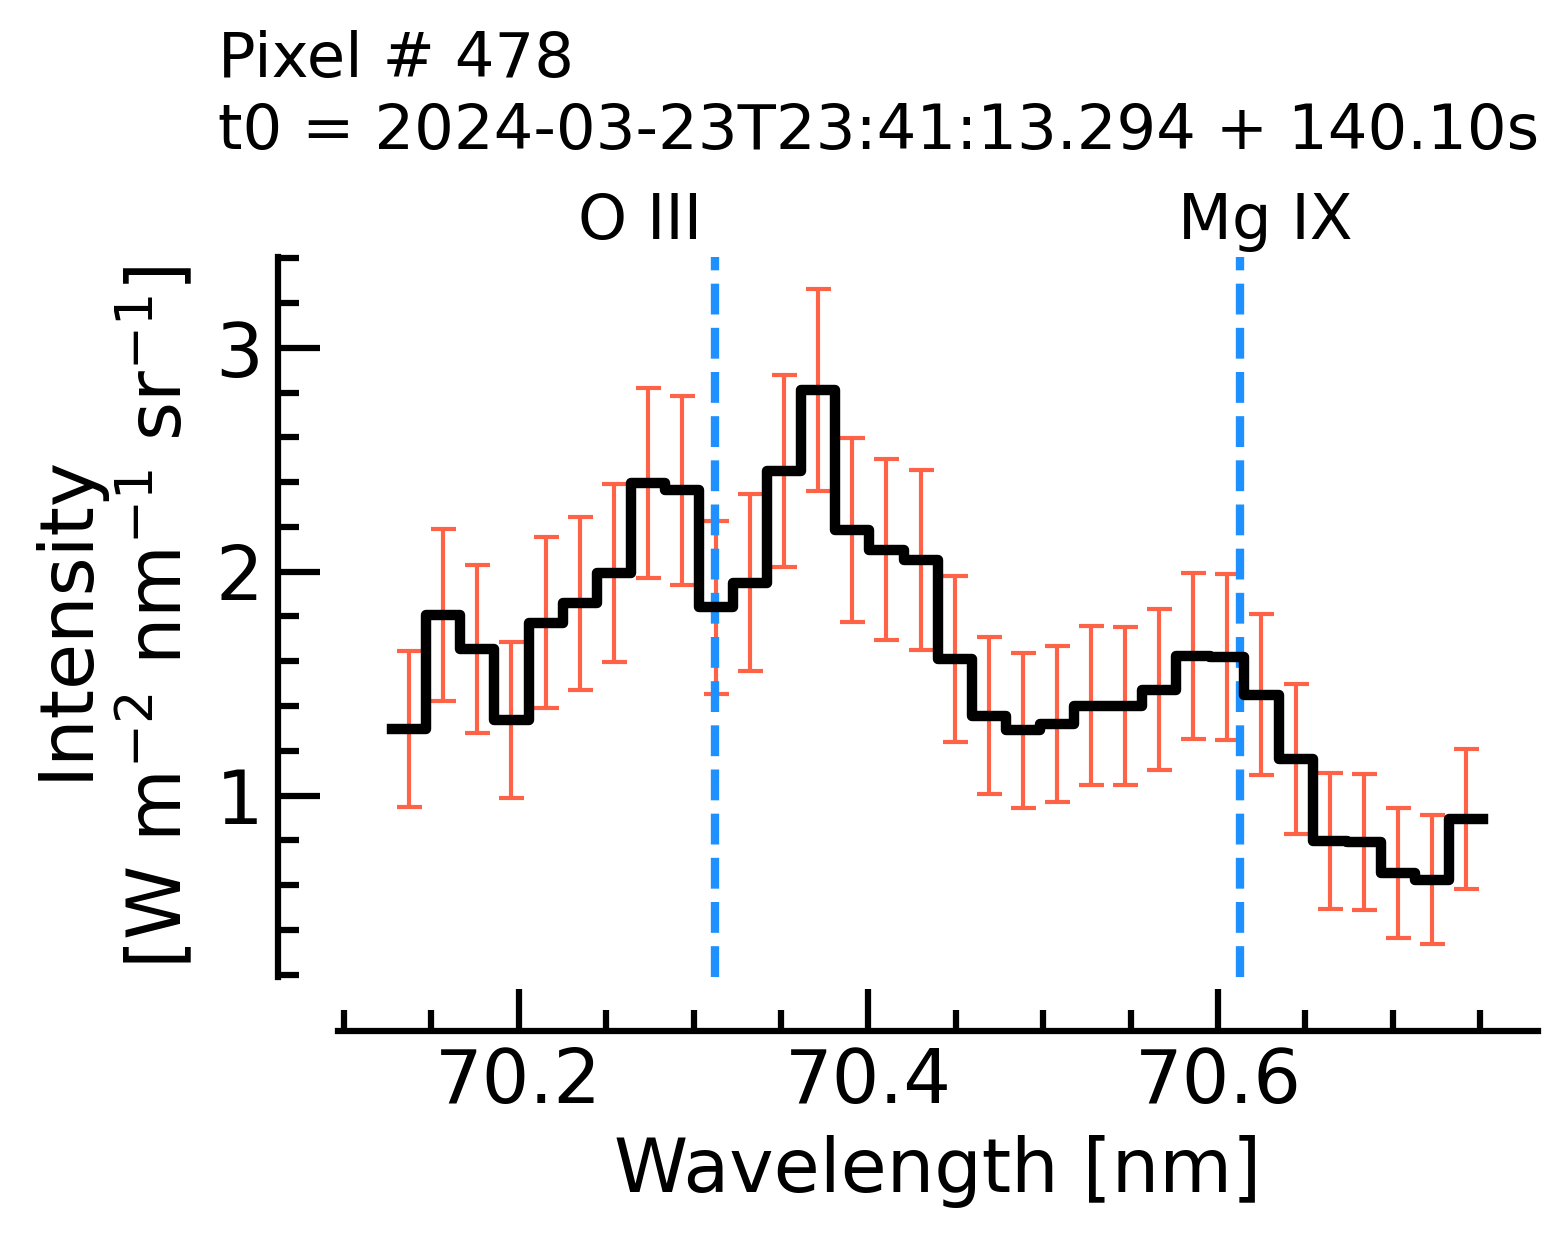 Pixel # 478
t0 = 2024-03-23T23:41:13.294 + 140.10s
O III
Mg IX
Intensity
[W m⁻² nm⁻¹ sr⁻¹]
3
2
1
70.2
70.4
70.6
Wavelength [nm]